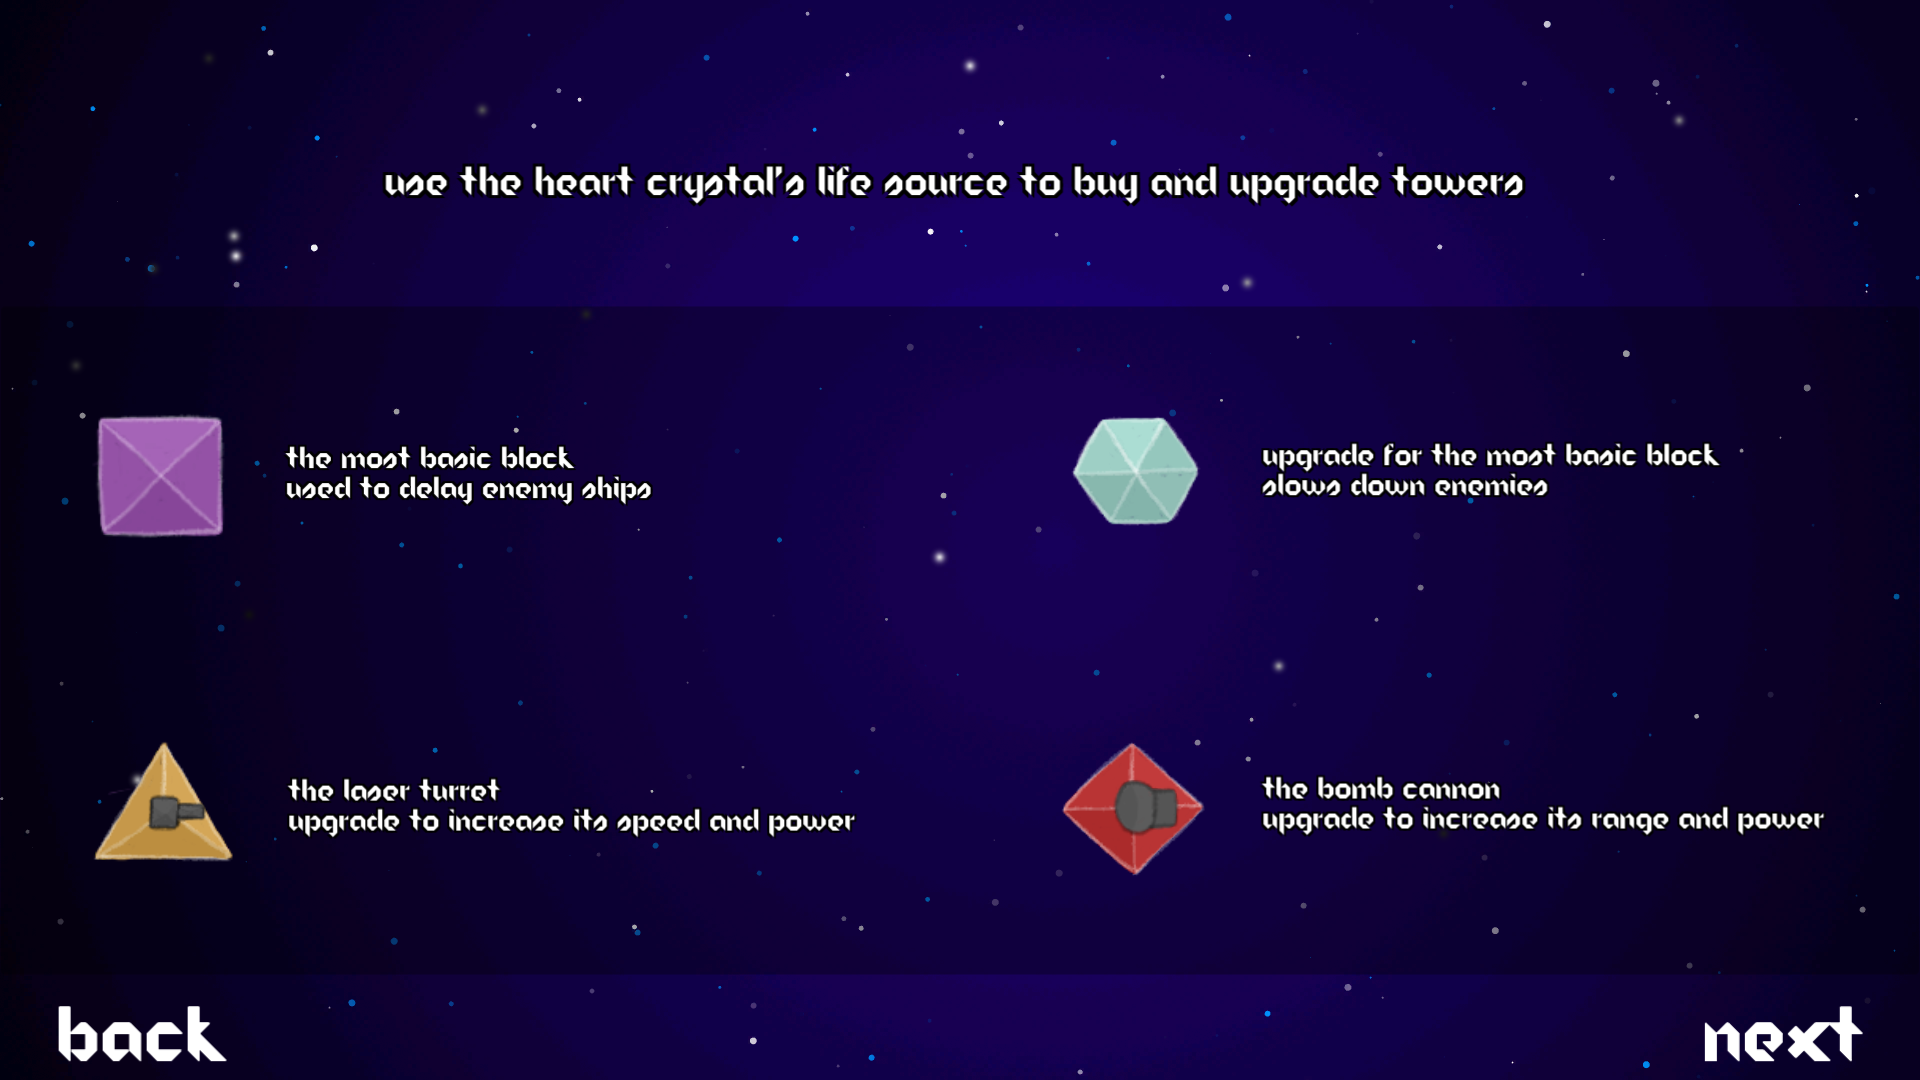 use the heart crystal's life source to buy and upgrade towers
the most basic block
used to delay enemy ships
upgrade for the most basic block
slows down enemies
the laser turret
upgrade to increase its speed and power
the bomb cannon
upgrade to increase its range and power
back
next